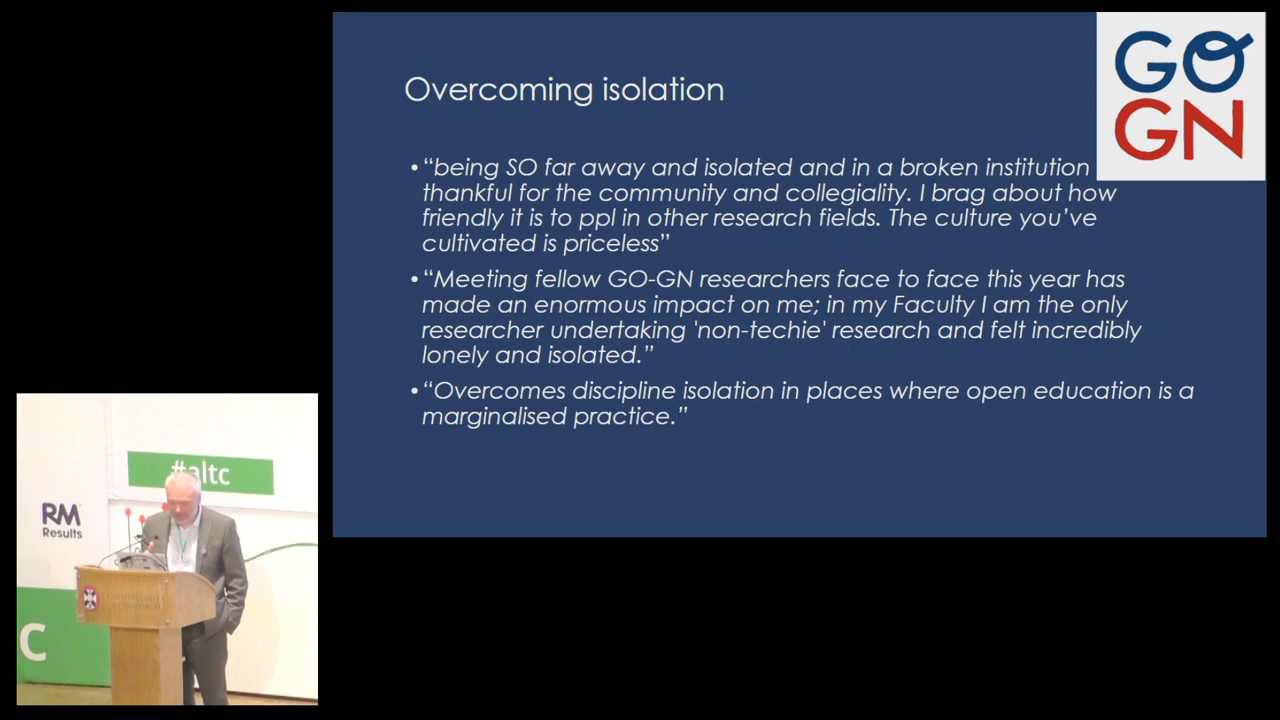 Overcoming isolation
GO
GN
• “being SO far away and isolated and in a broken institution
thankful for the community and collegiality. I brag about how
friendly it is to ppl in other research fields. The culture you’ve
cultivated is priceless”
• “Meeting fellow GO-GN researchers face to face this year has
made an enormous impact on me; in my Faculty I am the only
researcher undertaking 'non-techie' research and felt incredibly
lonely and isolated.”
• “Overcomes discipline isolation in places where open education is a
marginalised practice.”
#altc
RM
Results
C